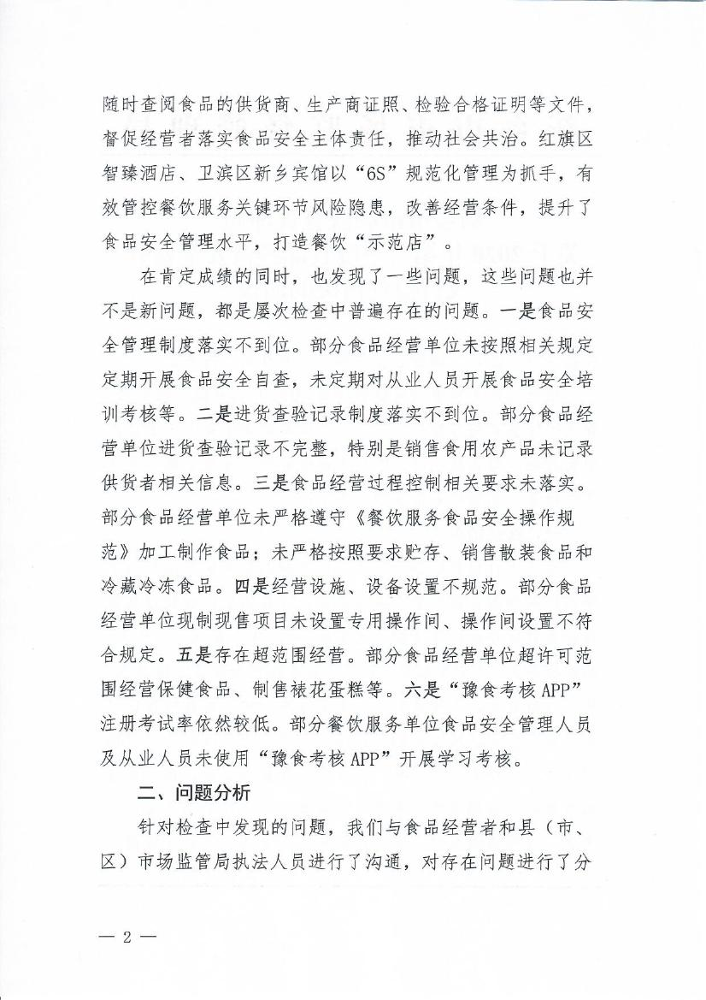 随时查阅食品的供货商、生产商证照、检验合格证明等文件，
督促经营者落实食品安全主体责任，推动社会共治。红旗区
智臻酒店、卫滨区新乡宾馆以“6S”规范化管理为抓手，有
效管控餐饮服务关键环节风险隐患，改善经营条件，提升了
食品安全管理水平，打造餐饮“示范店”。
在肯定成绩的同时，也发现了一些问题，这些问题也并
不是新问题，都是屡次检查中普遍存在的问题。一是食品安
全管理制度落实不到位。部分食品经营单位未按照相关规定
定期开展食品安全自查，未定期对从业人员开展食品安全培
训考核等。二是进货查验记录制度落实不到位。部分食品经
营单位进货查验记录不完整，特别是销售食用农产品未记录
供货者相关信息。三是食品经营过程控制相关要求未落实。
部分食品经营单位未严格遵守《餐饮服务食品安全操作规
范》加工制作食品；未严格按照要求贮存、销售散装食品和
冷藏冷冻食品。四是经营设施、设备设置不规范。部分食品
经营单位现制现售项目未设置专用操作间、操作间设置不符
合规定。五是存在超范围经营。部分食品经营单位超许可范
围经营保健食品、制售裱花蛋糕等。六是“豫食考核 APP”
注册考试率依然较低。部分餐饮服务单位食品安全管理人员
及从业人员未使用“豫食考核 APP”开展学习考核。
二、问题分析
针对检查中发现的问题，我们与食品经营者和县（市、
区）市场监管局执法人员进行了沟通，对存在问题进行了分
— 2 —